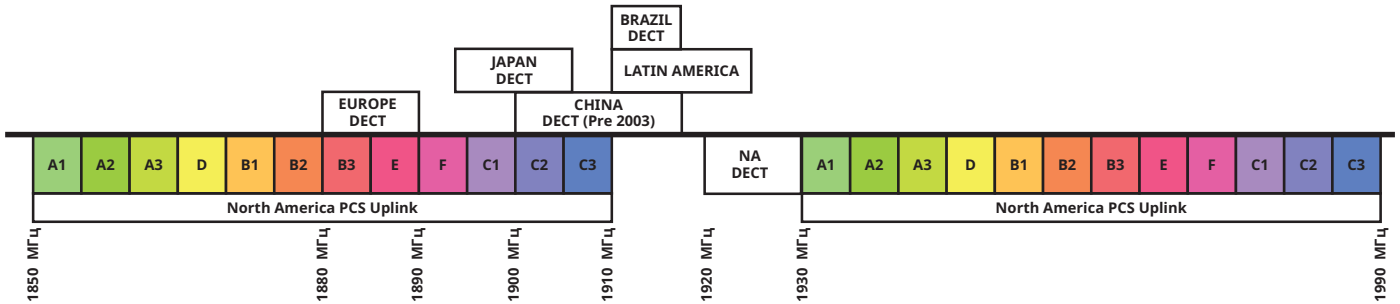 BRAZIL
DECT
JAPAN
DECT
LATIN AMERICA
EUROPE
DECT
CHINA
DECT (Pre 2003)
A1 A2 A3 D B1 B2 B3 E F C1 C2 C3
NA
DECT
A1 A2 A3 D B1 B2 B3 E F C1 C2 C3
North America PCS Uplink
North America PCS Uplink
1850 МГц
1880 МГц
1890 МГц
1900 МГц
1910 МГц
1920 МГц
1930 МГц
1990 МГц